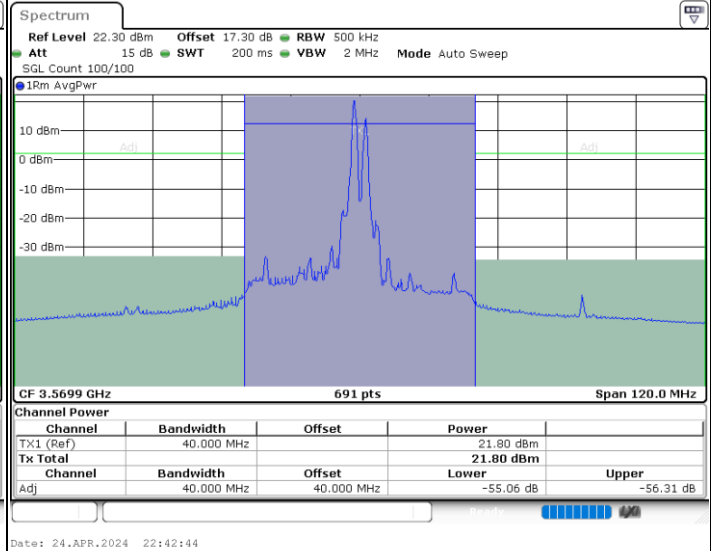 Spectrum
Ref Level 22.30 dBm Offset 17.30 dB RBW 500 kHz
Att 15 dB SWT 200 ms VBW 2 MHz Mode Auto Sweep
SGL Count 100/100
1Rm AvgPwr
10 dBm
Adj Adj
0 dBm
-10 dBm
-20 dBm
-30 dBm
CF 3.5699 GHz 691 pts Span 120.0 MHz
Channel Power
Channel Bandwidth Offset Power
TX1 (Ref) 40.000 MHz 21.80 dBm
Tx Total 21.80 dBm
Channel Bandwidth Offset Lower Upper
Adj 40.000 MHz 40.000 MHz -55.06 dB -56.31 dB
Ready
Date: 24.APR.2024 22:42:44